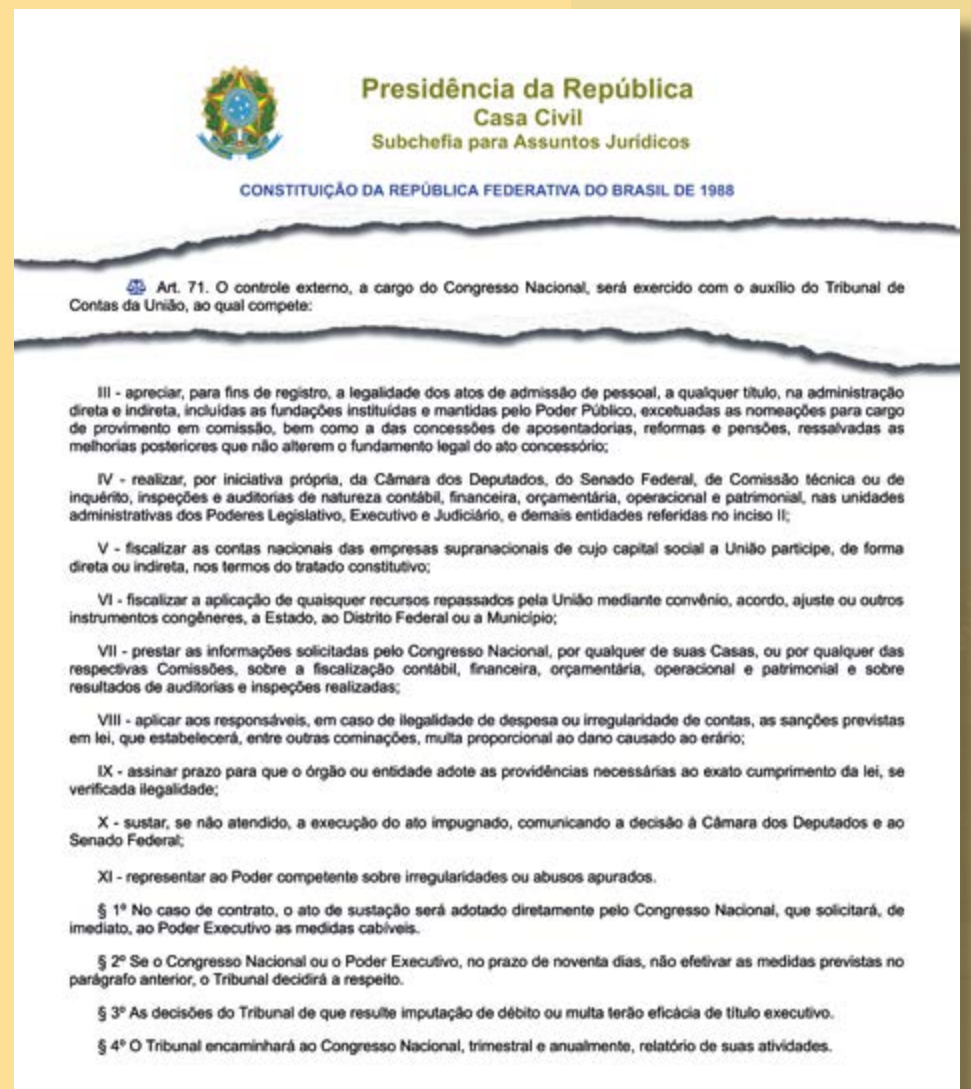 Presidência da República
Casa Civil
Subchefia para Assuntos Jurídicos
CONSTITUIÇÃO DA REPÚBLICA FEDERATIVA DO BRASIL DE 1988
Art. 71. O controle externo, a cargo do Congresso Nacional, será exercido com o auxílio do Tribunal de
Contas da União, ao qual compete:
III - apreciar, para fins de registro, a legalidade dos atos de admissão de pessoal, a qualquer título, na administração
direta e indireta, incluídas as fundações instituídas e mantidas pelo Poder Público, excetuadas as nomeações para cargo
de provimento em comissão, bem como a das concessões de aposentadorias, reformas e pensões, ressalvadas as
melhorias posteriores que não alterem o fundamento legal do ato concessório;
IV - realizar, por iniciativa própria, da Câmara dos Deputados, do Senado Federal, de Comissão técnica ou de
inquérito, inspeções e auditorias de natureza contábil, financeira, orçamentária, operacional e patrimonial, nas unidades
administrativas dos Poderes Legislativo, Executivo e Judiciário, e demais entidades referidas no inciso II;
V - fiscalizar as contas nacionais das empresas supranacionais de cujo capital social a União participe, de forma
direta ou indireta, nos termos do tratado constitutivo;
VI - fiscalizar a aplicação de quaisquer recursos repassados pela União mediante convênio, acordo, ajuste ou outros
instrumentos congêneres, a Estado, ao Distrito Federal ou a Município;
VII - prestar as informações solicitadas pelo Congresso Nacional, por qualquer de suas Casas, ou por qualquer das
respectivas Comissões, sobre a fiscalização contábil, financeira, orçamentária, operacional e patrimonial e sobre
resultados de auditorias e inspeções realizadas;
VIII - aplicar aos responsáveis, em caso de ilegalidade de despesa ou irregularidade de contas, as sanções previstas
em lei, que estabelecerá, entre outras cominações, multa proporcional ao dano causado ao erário;
IX - assinar prazo para que o órgão ou entidade adote as providências necessárias ao exato cumprimento da lei, se
verificada ilegalidade;
X - sustar, se não atendido, a execução do ato impugnado, comunicando a decisão à Câmara dos Deputados e ao
Senado Federal;
XI - representar ao Poder competente sobre irregularidades ou abusos apurados.
§ 1º No caso de contrato, o ato de sustação será adotado diretamente pelo Congresso Nacional, que solicitará, de
imediato, ao Poder Executivo as medidas cabíveis.
§ 2º Se o Congresso Nacional ou o Poder Executivo, no prazo de noventa dias, não efetivar as medidas previstas no
parágrafo anterior, o Tribunal decidirá a respeito.
§ 3º As decisões do Tribunal de que resulte imputação de débito ou multa terão eficácia de título executivo.
§ 4º O Tribunal encaminhará ao Congresso Nacional, trimestral e anualmente, relatório de suas atividades.